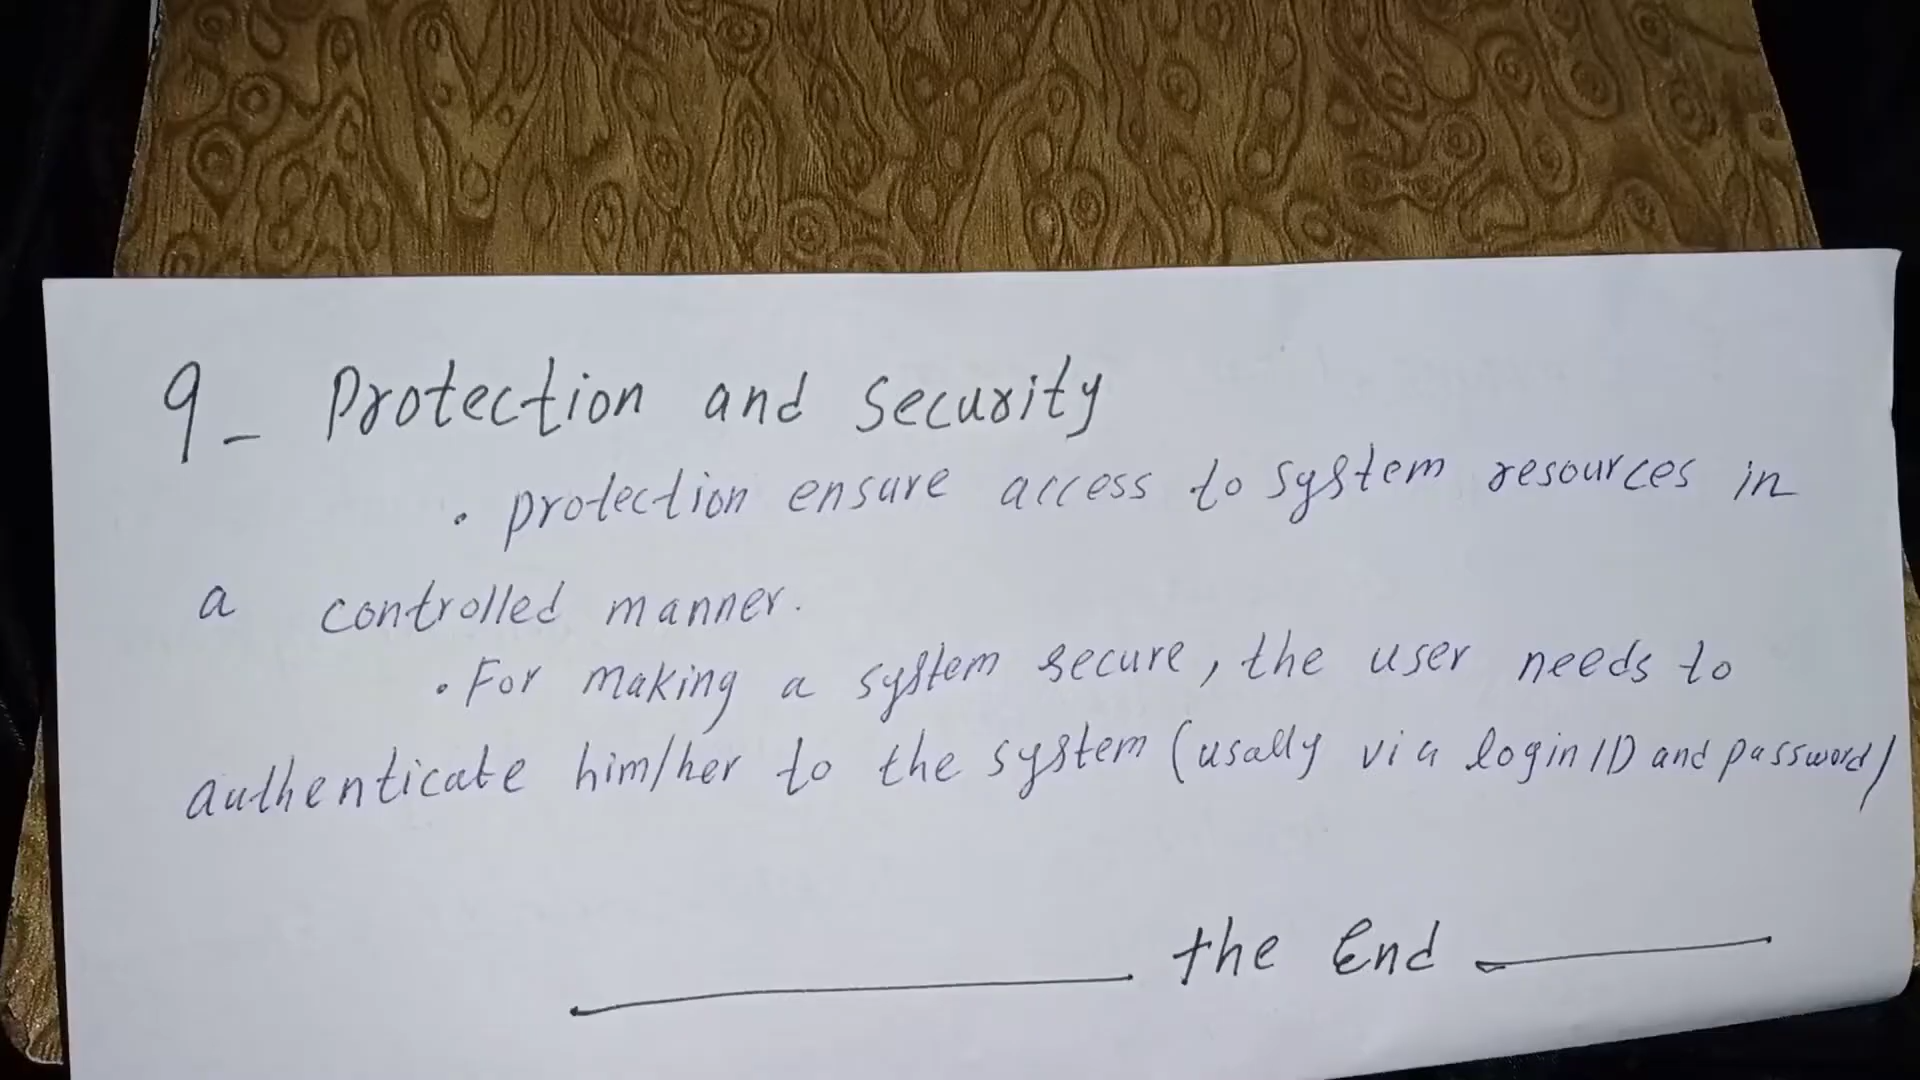 9- Protection and Security
. protection ensure access to system resources in
a controlled manner.
. For making a system secure, the user needs to
authenticate him/her to the system (usally via login ID and password)
the End